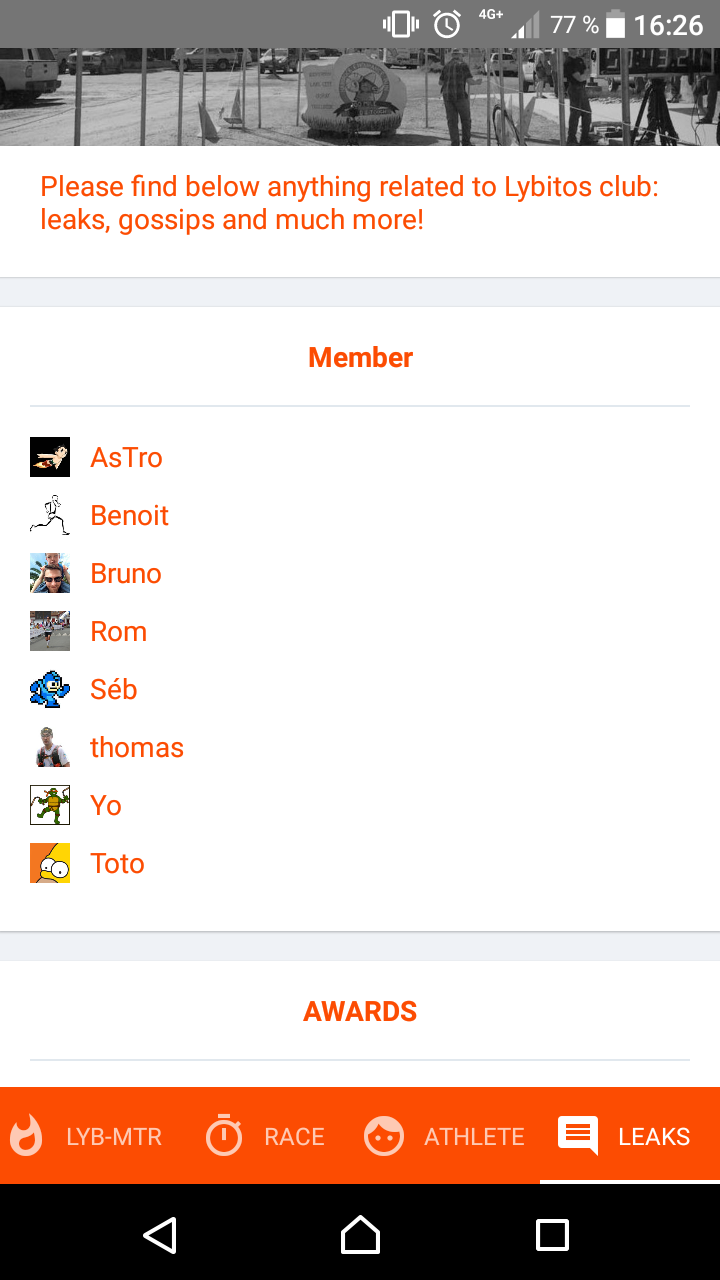 4G+ 77 % 16:26
Please find below anything related to Lybitos club:
leaks, gossips and much more!
Member
AsTro
Benoit
Bruno
Rom
Séb
thomas
Yo
Toto
AWARDS
LYB-MTR RACE ATHLETE LEAKS